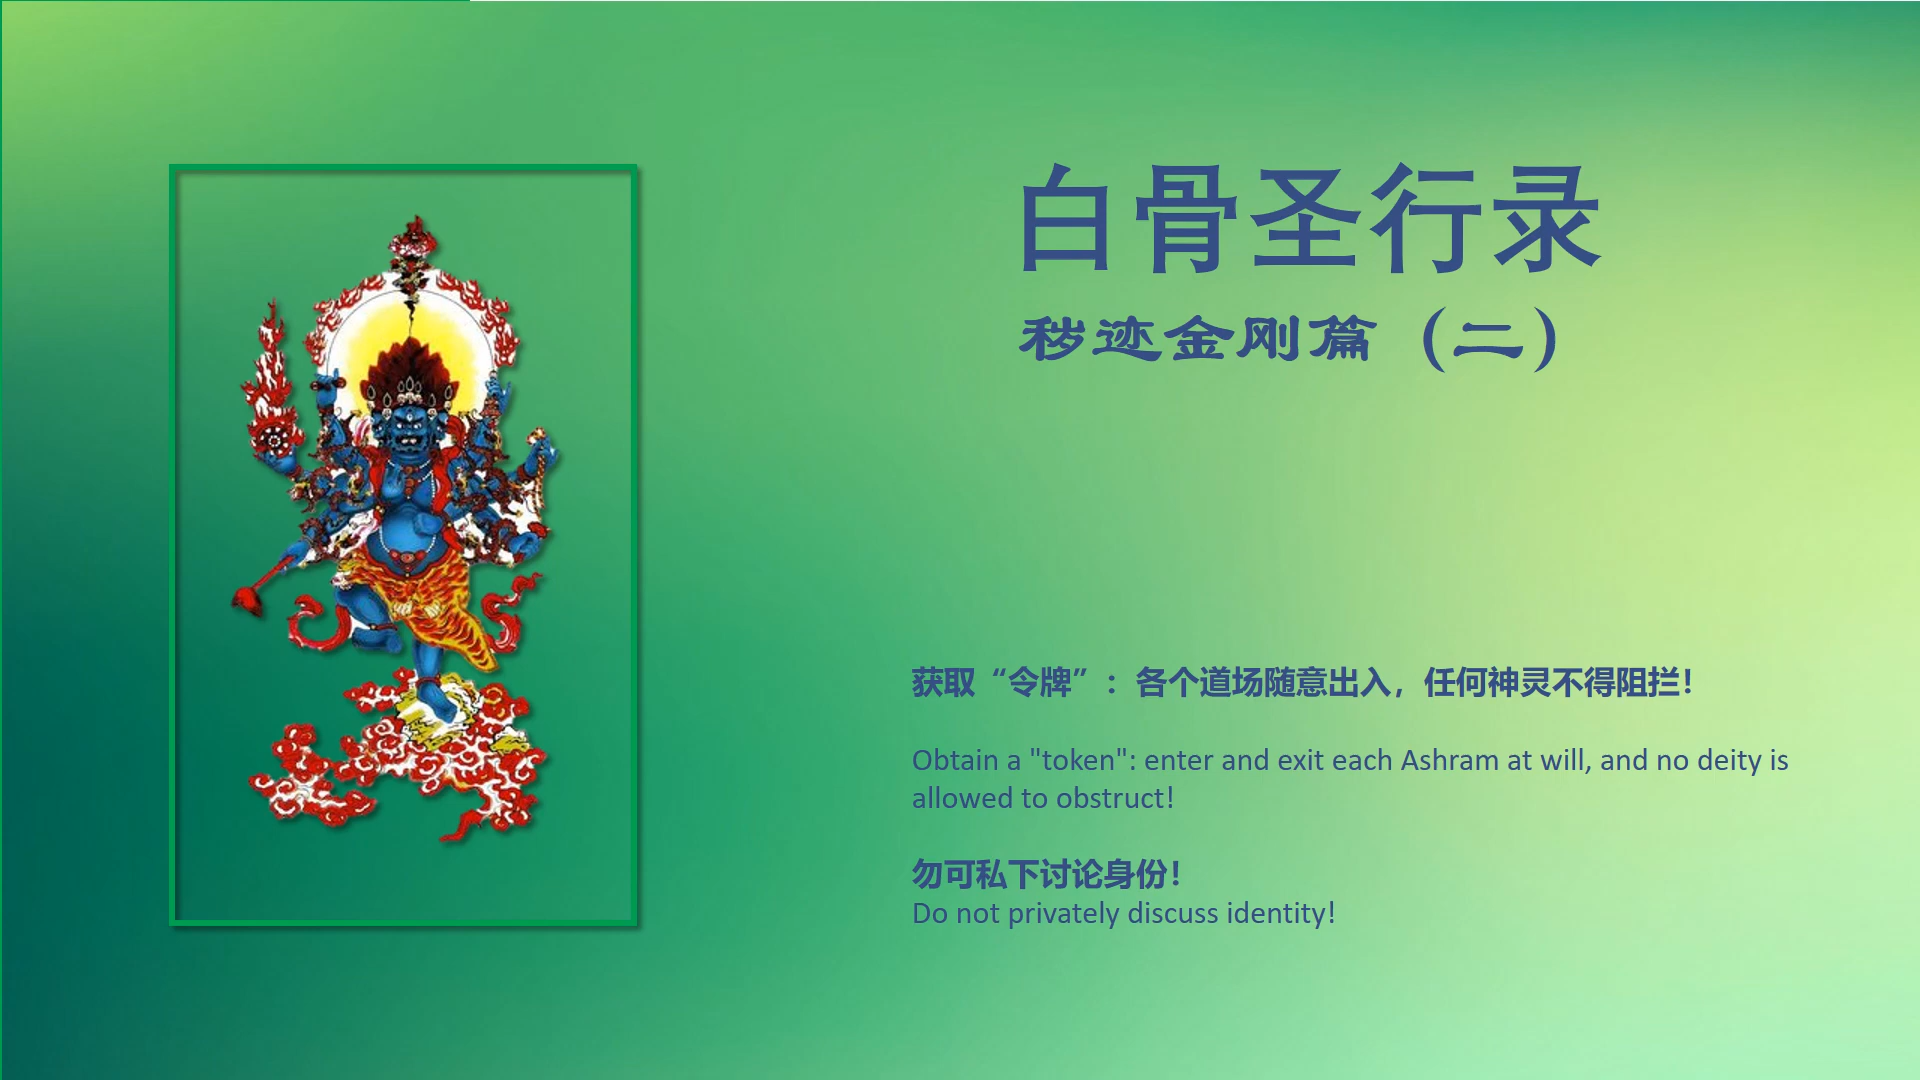 白骨圣行录
秽迹金刚篇（二）
获取“令牌”：各个道场随意出入，任何神灵不得阻拦！
Obtain a "token": enter and exit each Ashram at will, and no deity is
allowed to obstruct!
勿可私下讨论身份！
Do not privately discuss identity!